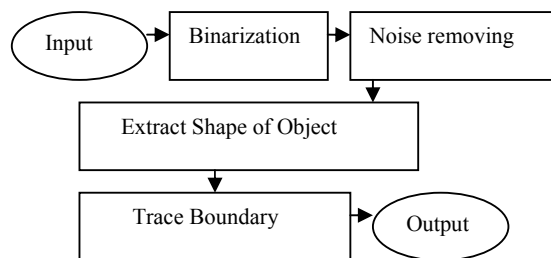 Input
Binarization
Noise removing
Extract Shape of Object
Trace Boundary
Output